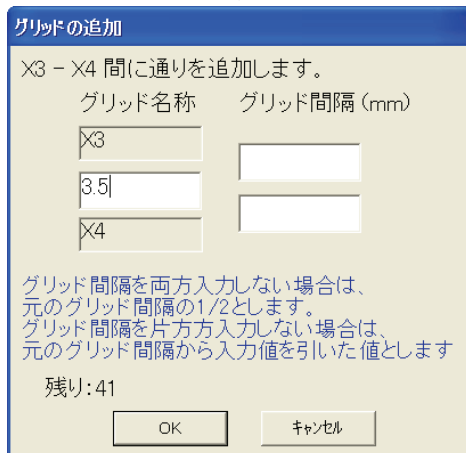 グリッドの追加
X3 - X4 間に通りを追加します。
グリッド名称 グリッド間隔(mm)
X3
3.5
X4
グリッド間隔を両方入力しない場合は、
元のグリッド間隔の1/2とします。
グリッド間隔を片方方入力しない場合は、
元のグリッド間隔から入力値を引いた値とします
残り:41
OK キャンセル